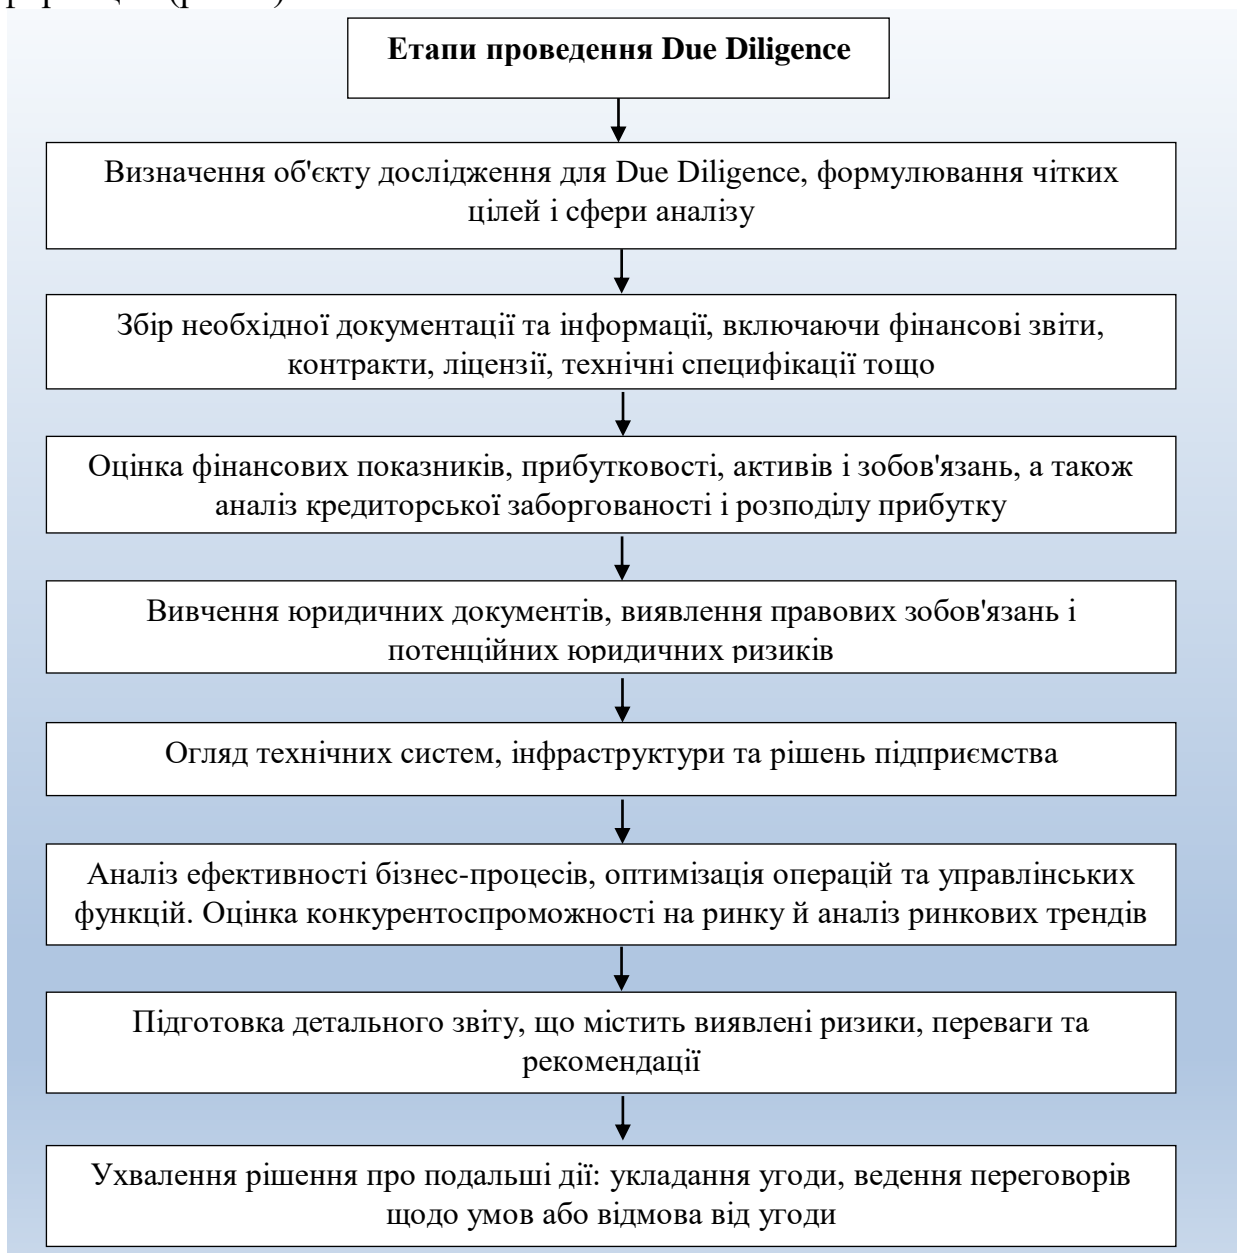 Етапи проведення Due Diligence
Визначення об'єкту дослідження для Due Diligence, формулювання чітких
цілей і сфери аналізу
Збір необхідної документації та інформації, включаючи фінансові звіти,
контракти, ліцензії, технічні специфікації тощо
Оцінка фінансових показників, прибутковості, активів і зобов'язань, а також
аналіз кредиторської заборгованості і розподілу прибутку
Вивчення юридичних документів, виявлення правових зобов'язань і
потенційних юридичних ризиків
Огляд технічних систем, інфраструктури та рішень підприємства
Аналіз ефективності бізнес-процесів, оптимізація операцій та управлінських
функцій. Оцінка конкурентоспроможності на ринку й аналіз ринкових трендів
Підготовка детального звіту, що містить виявлені ризики, переваги та
рекомендації
Ухвалення рішення про подальші дії: укладання угоди, ведення переговорів
щодо умов або відмова від угоди